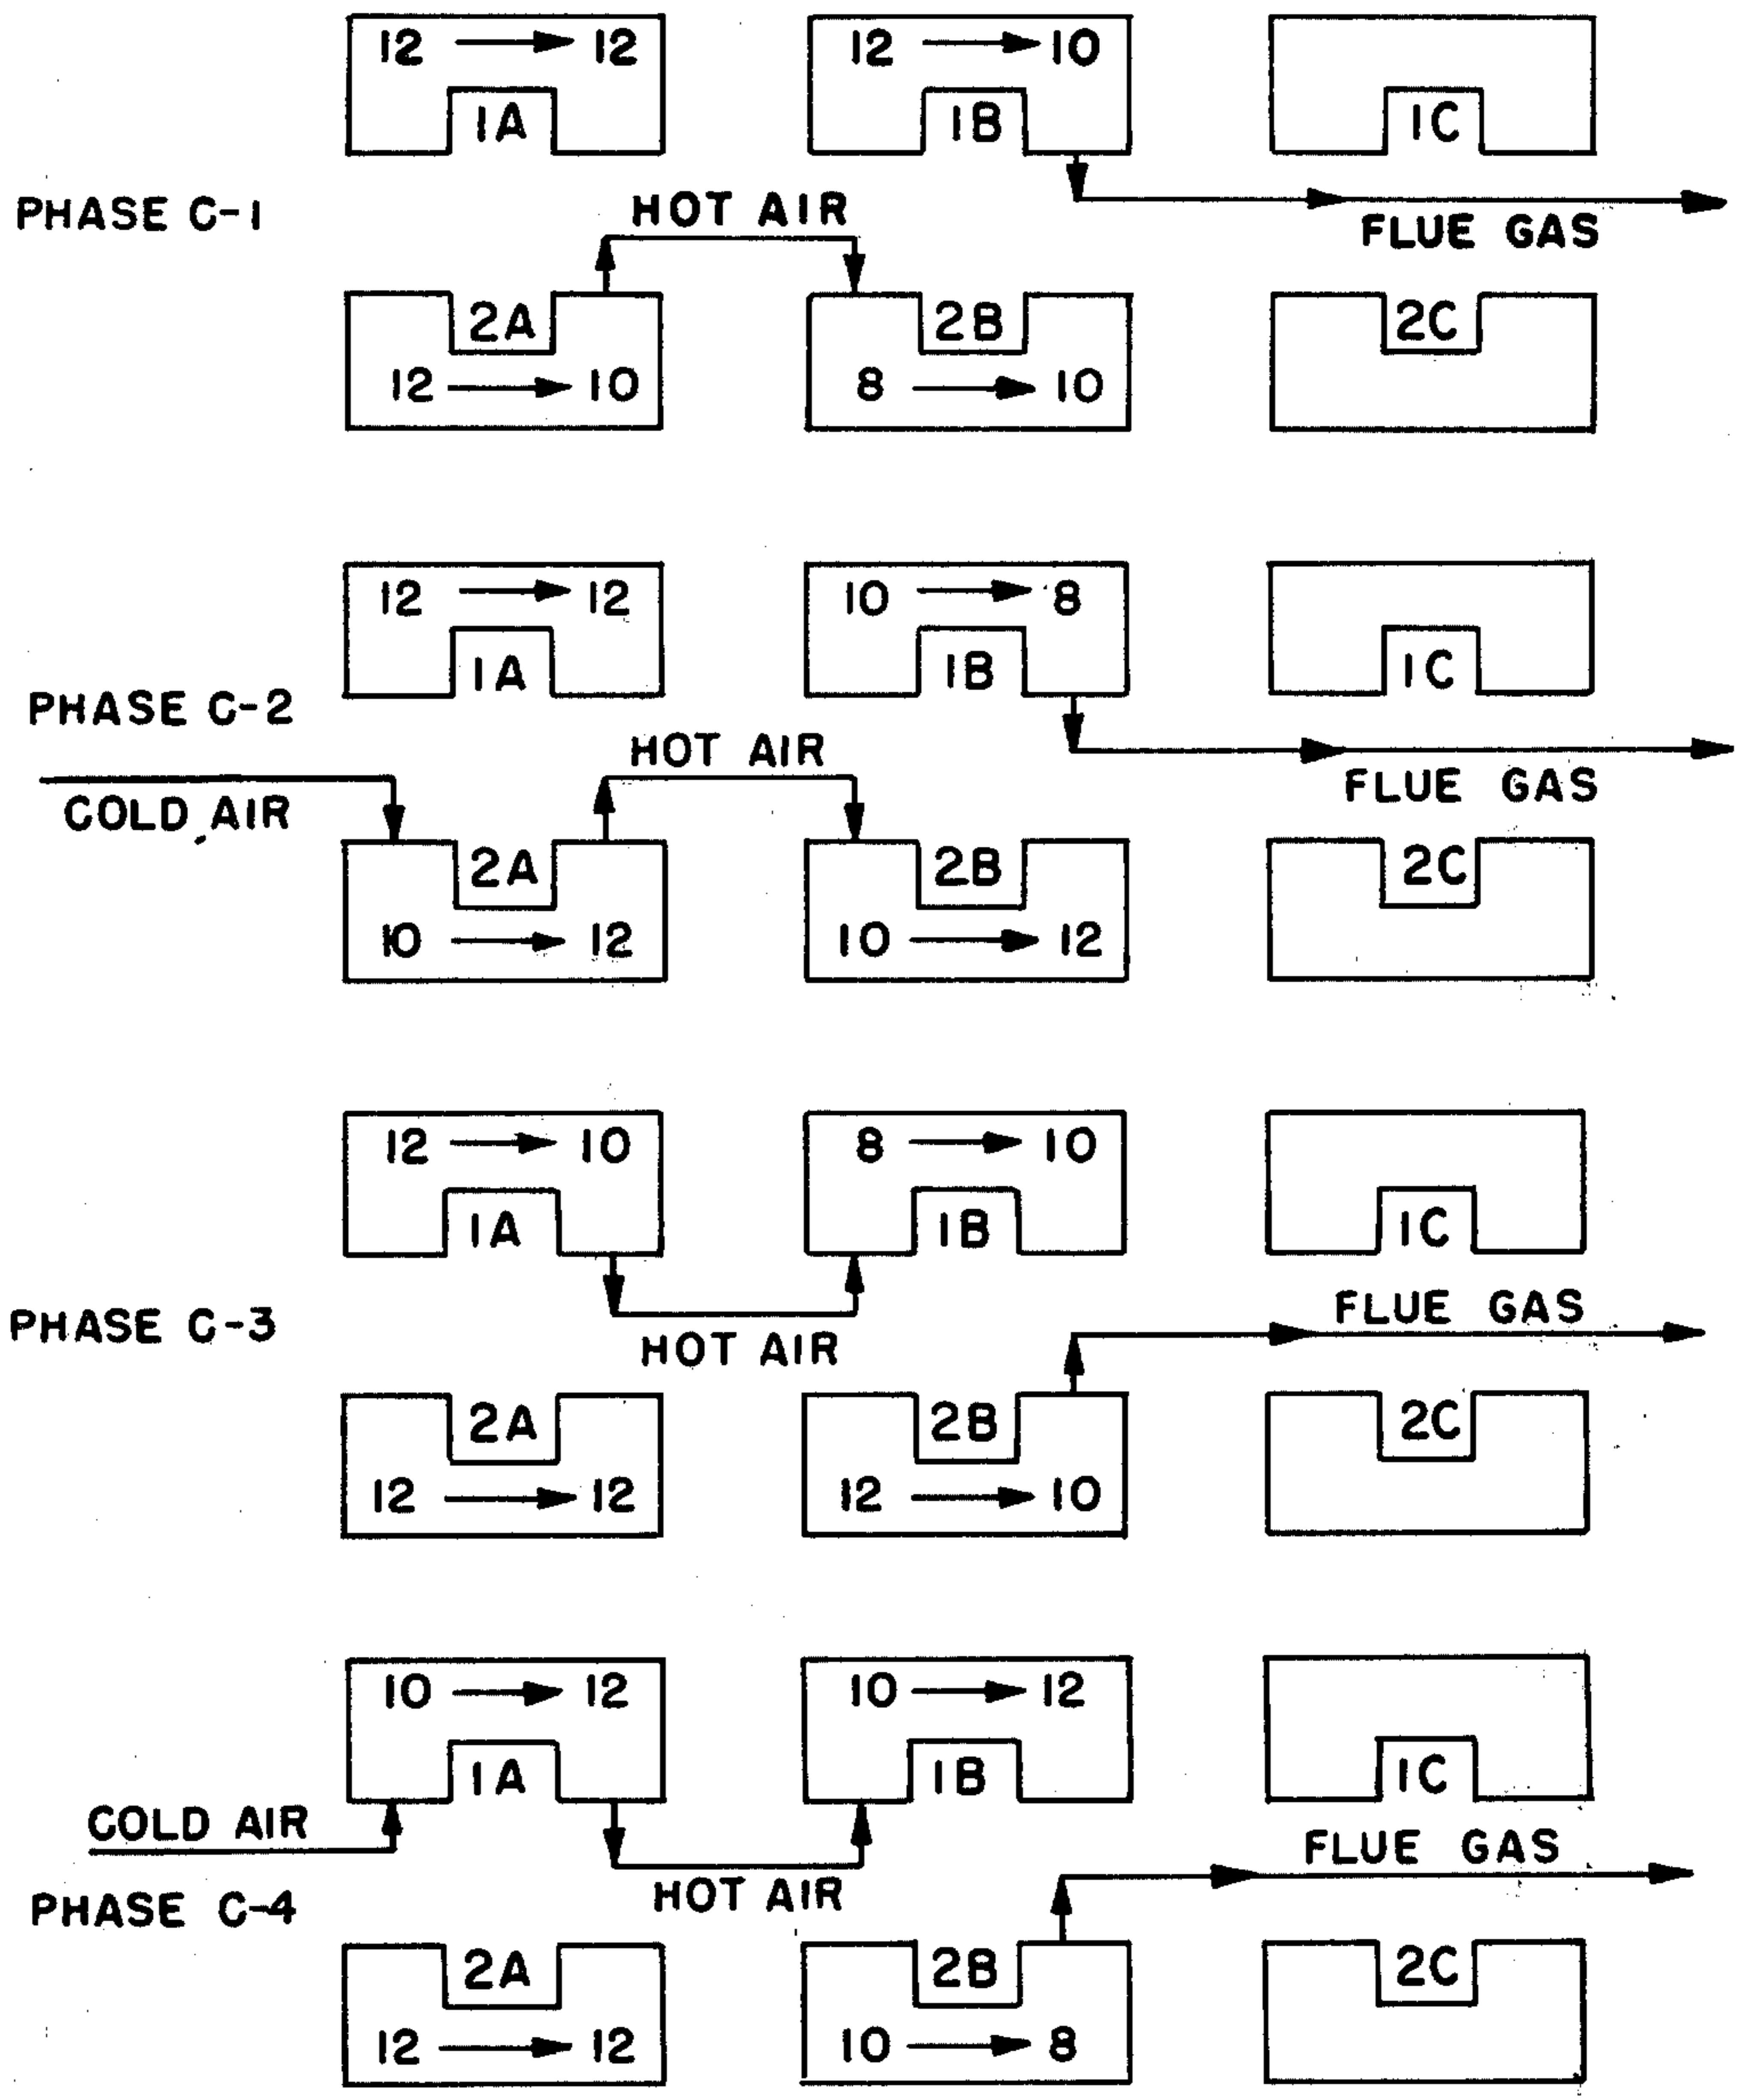 12 12
12 10
1A
1B
1C
PHASE C-1
HOT AIR
FLUE GAS
2A
2B
2C
12 10
8 10
12 12
10 8
1A
1B
1C
PHASE C-2
HOT AIR
FLUE GAS
COLD AIR
2A
2B
2C
10 12
10 12
12 10
8 10
1A
1B
1C
PHASE C-3
HOT AIR
FLUE GAS
2A
2B
2C
12 12
12 10
10 12
10 12
1A
1B
1C
COLD AIR
FLUE GAS
HOT AIR
PHASE C-4
2A
2B
2C
12 12
10 8